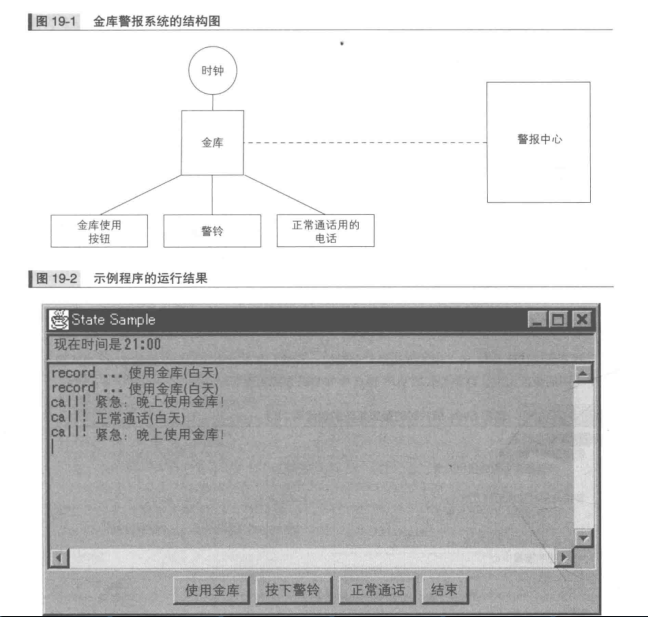 图 19-1 金库警报系统的结构图
时钟
金库
警报中心
金库使用
按钮
警铃
正常通话用的
电话
图 19-2 示例程序的运行结果
State Sample
现在时间是21:00
record ... 使用金库(白天)
record ... 使用金库(白天)
call! 紧急：晚上使用金库!
call! 正常通话(白天)
call! 紧急：晚上使用金库!
使用金库 按下警铃 正常通话 结束